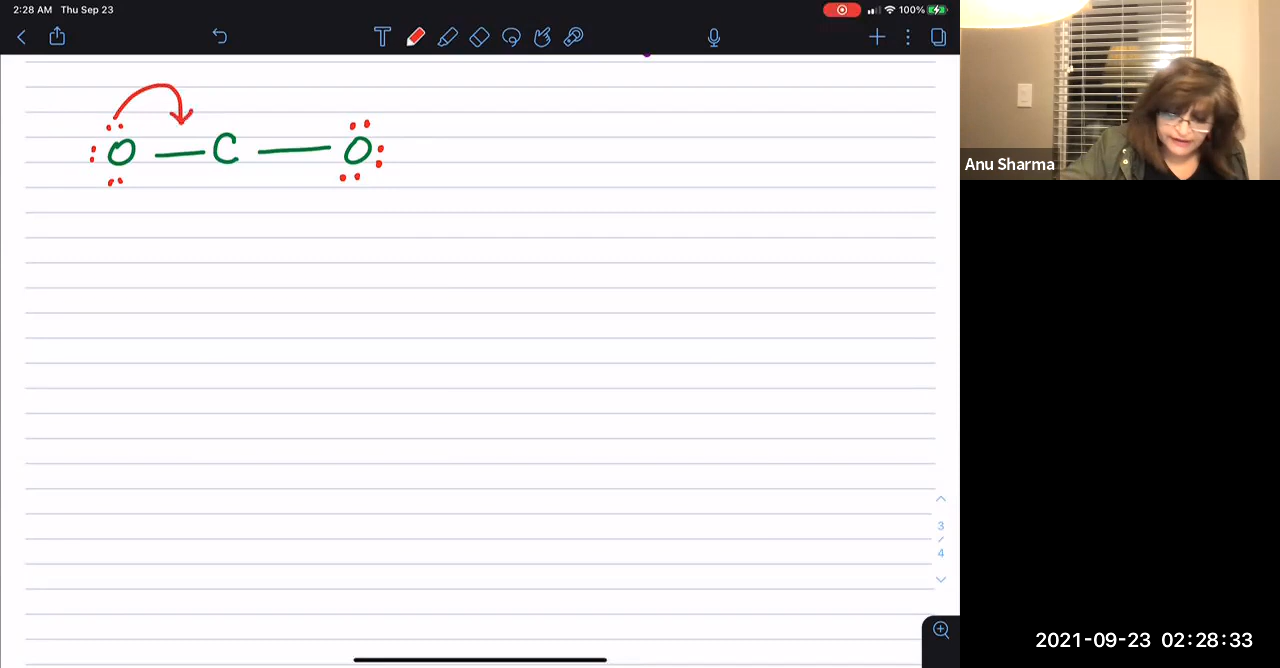 2:28 AM Thu Sep 23
100%
T
O — C — O
Anu Sharma
3
/
4
2021-09-23 02:28:33